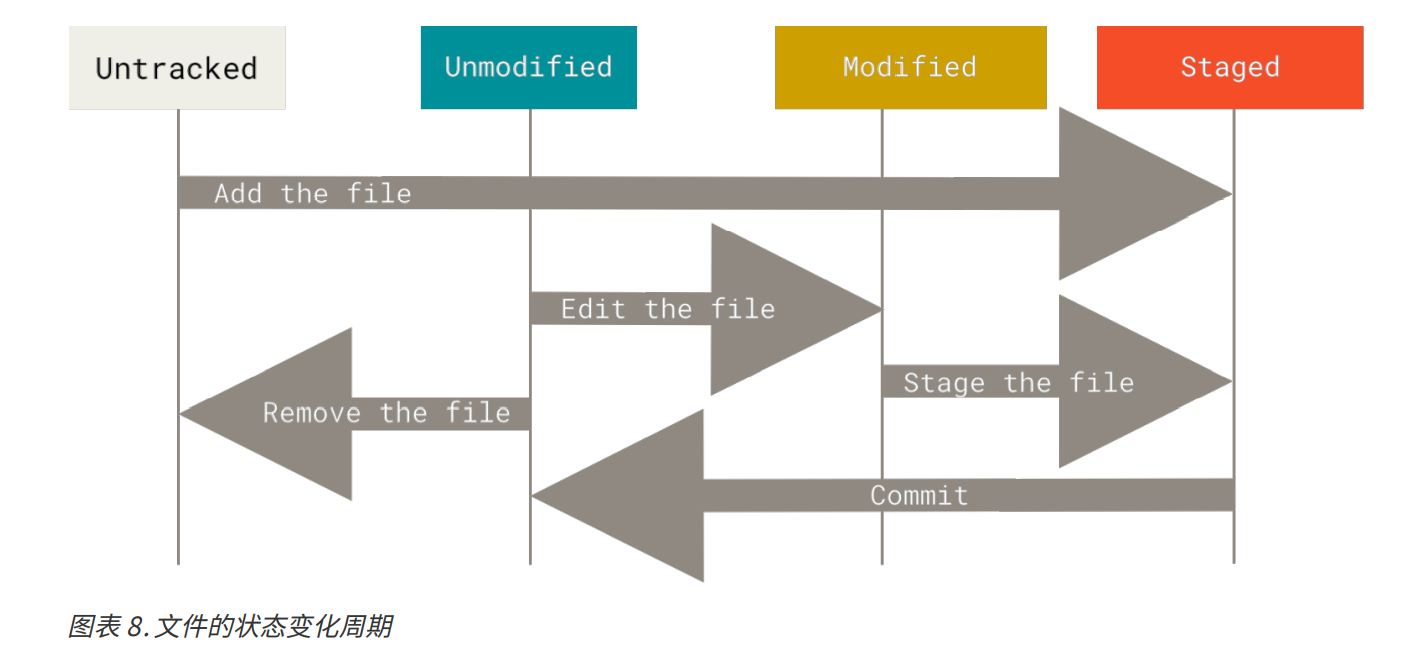 Untracked
Unmodified
Modified
Staged
Add the file
Edit the file
Stage the file
Remove the file
Commit
图表 8. 文件的状态变化周期